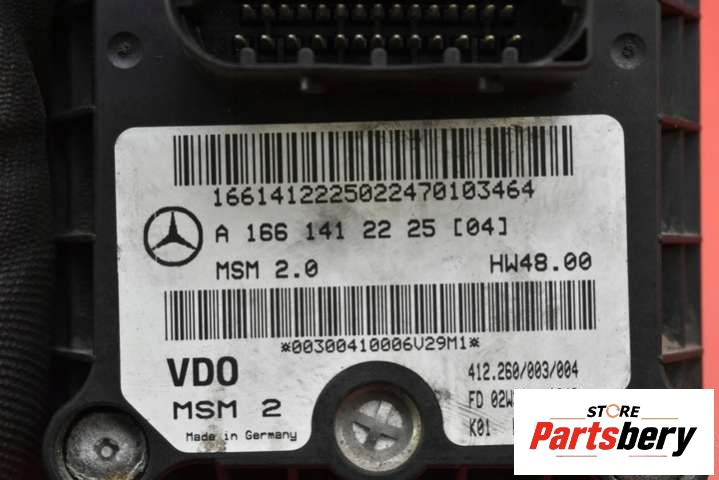 1661412225022470103464
A 166 141 22 25 [04]
MSM 2.0 HW48.00
*00300410006V29M1*
VDO 412.260/003/004
MSM 2 FD
Made in Germany K01
STORE
Partsbery